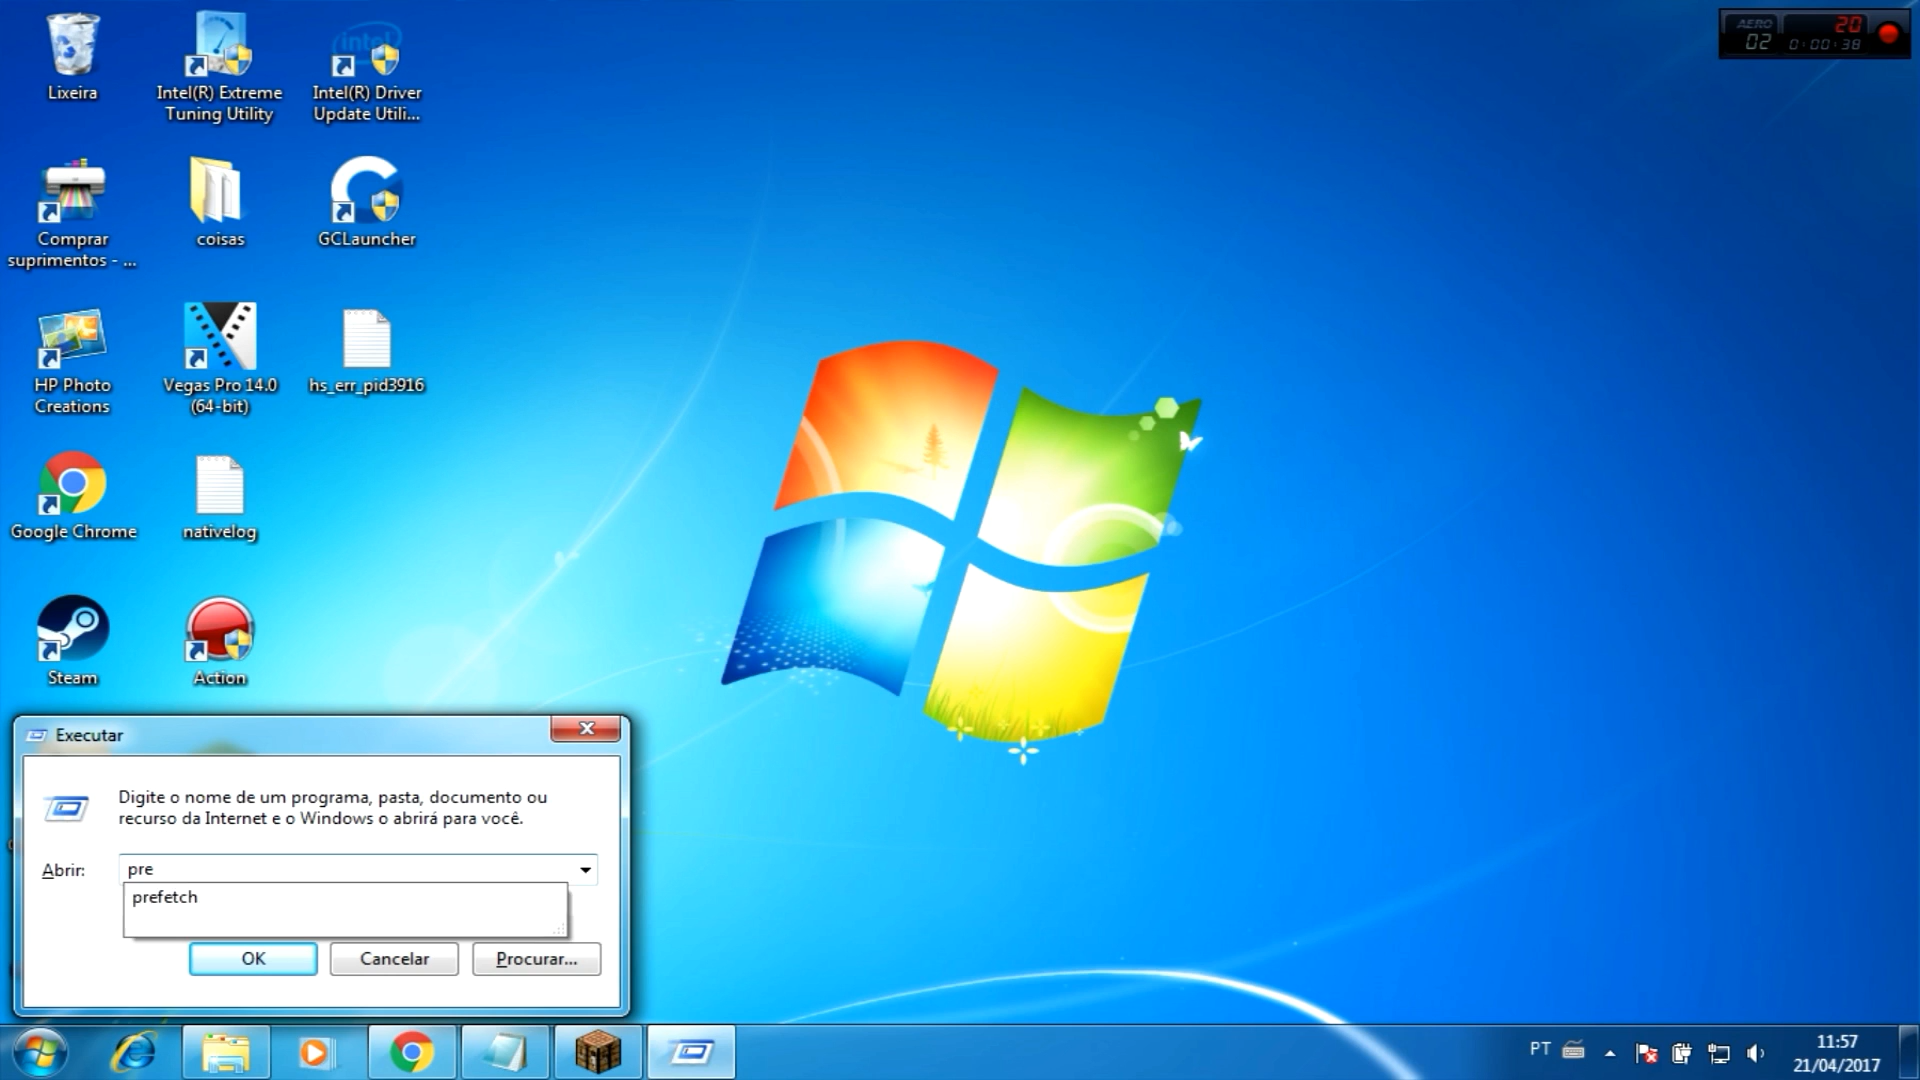 Lixeira
Intel(R) Extreme
Tuning Utility
intel
Intel(R) Driver
Update Utili...
Comprar
suprimentos - ...
coisas
GCLauncher
HP Photo
Creations
Vegas Pro 14.0
(64-bit)
hs_err_pid3916
Google Chrome
nativelog
Steam
Action
AERO
02
20
0:00:38
Executar
Digite o nome de um programa, pasta, documento ou
recurso da Internet e o Windows o abrirá para você.
Abrir:
pre
prefetch
OK
Cancelar
Procurar...
PT
11:57
21/04/2017